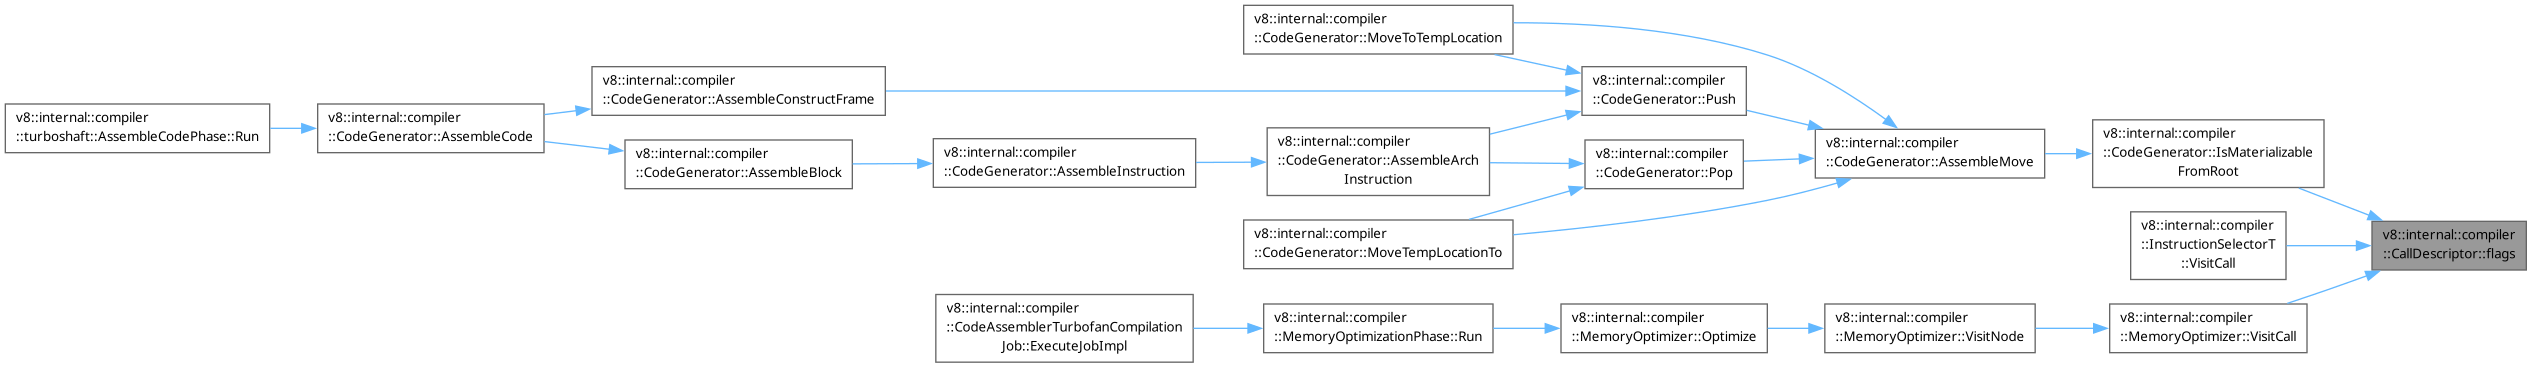 v8::internal::compiler
::turboshaft::AssembleCodePhase::Run
v8::internal::compiler
::CodeGenerator::AssembleCode
v8::internal::compiler
::CodeGenerator::AssembleConstructFrame
v8::internal::compiler
::CodeGenerator::AssembleBlock
v8::internal::compiler
::CodeGenerator::AssembleInstruction
v8::internal::compiler
::CodeAssemblerTurbofanCompilation
Job::ExecuteJobImpl
v8::internal::compiler
::CodeGenerator::MoveToTempLocation
v8::internal::compiler
::CodeGenerator::AssembleArch
Instruction
v8::internal::compiler
::CodeGenerator::MoveTempLocationTo
v8::internal::compiler
::MemoryOptimizationPhase::Run
v8::internal::compiler
::CodeGenerator::Push
v8::internal::compiler
::CodeGenerator::Pop
v8::internal::compiler
::MemoryOptimizer::Optimize
v8::internal::compiler
::CodeGenerator::AssembleMove
v8::internal::compiler
::MemoryOptimizer::VisitNode
v8::internal::compiler
::CodeGenerator::IsMaterializable
FromRoot
v8::internal::compiler
::InstructionSelectorT
::VisitCall
v8::internal::compiler
::MemoryOptimizer::VisitCall
v8::internal::compiler
::CallDescriptor::flags